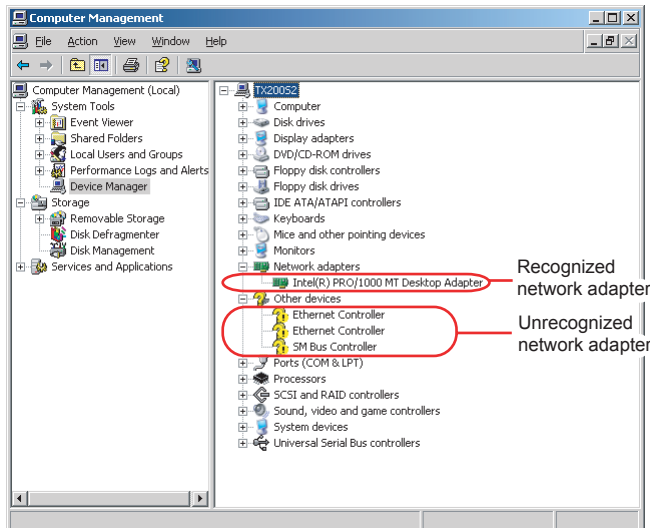 Computer Management
File Action View Window Help
Computer Management (Local)
System Tools
Event Viewer
Shared Folders
Local Users and Groups
Performance Logs and Alerts
Device Manager
Storage
Removable Storage
Disk Defragmenter
Disk Management
Services and Applications
TX200S2
Computer
Disk drives
Display adapters
DVD/CD-ROM drives
Floppy disk controllers
Floppy disk drives
IDE ATA/ATAPI controllers
Keyboards
Mice and other pointing devices
Monitors
Network adapters
Intel(R) PRO/1000 MT Desktop Adapter
Other devices
Ethernet Controller
Ethernet Controller
SM Bus Controller
Ports (COM & LPT)
Processors
SCSI and RAID controllers
Sound, video and game controllers
System devices
Universal Serial Bus controllers
Recognized
network adapter
Unrecognized
network adapter